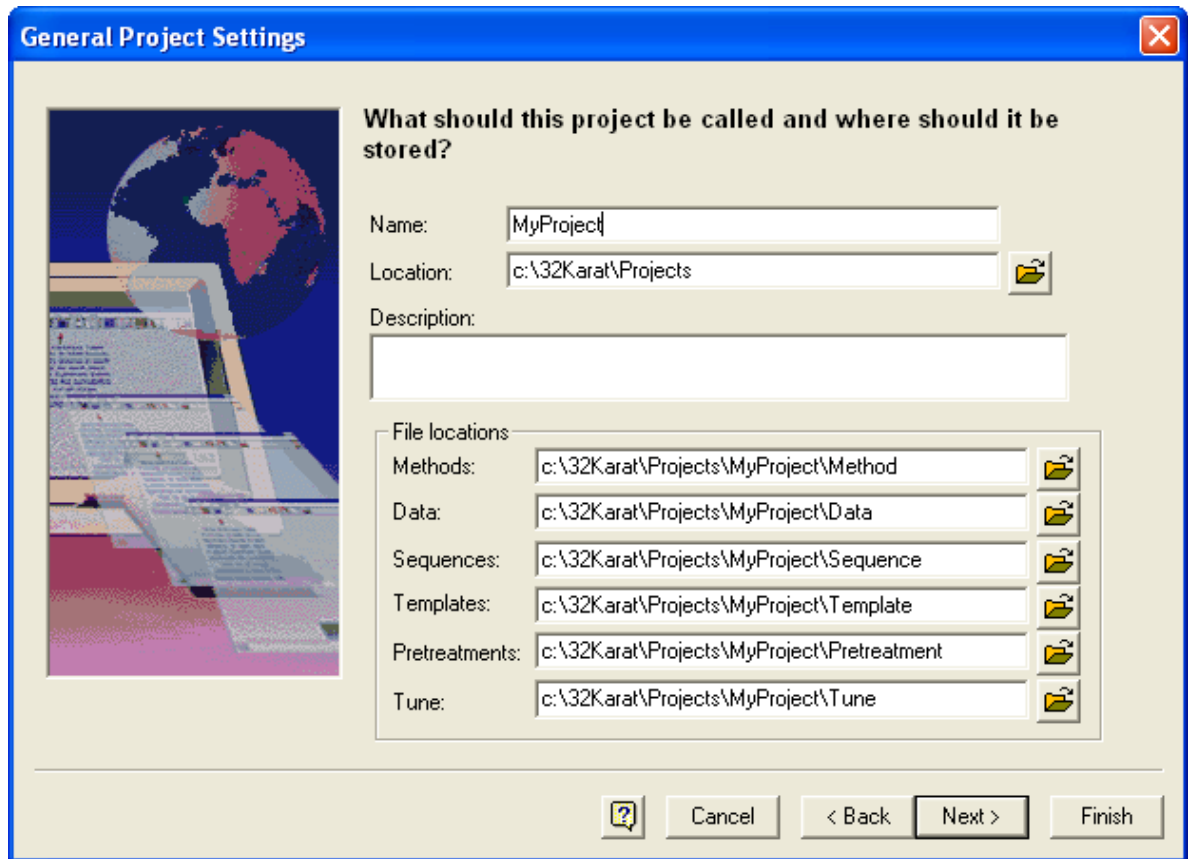 General Project Settings
What should this project be called and where should it be
stored?
Name: MyProject
Location: c:\32Karat\Projects
Description:
File locations
Methods: c:\32Karat\Projects\MyProject\Method
Data: c:\32Karat\Projects\MyProject\Data
Sequences: c:\32Karat\Projects\MyProject\Sequence
Templates: c:\32Karat\Projects\MyProject\Template
Pretreatments: c:\32Karat\Projects\MyProject\Pretreatment
Tune: c:\32Karat\Projects\MyProject\Tune
? Cancel < Back Next > Finish